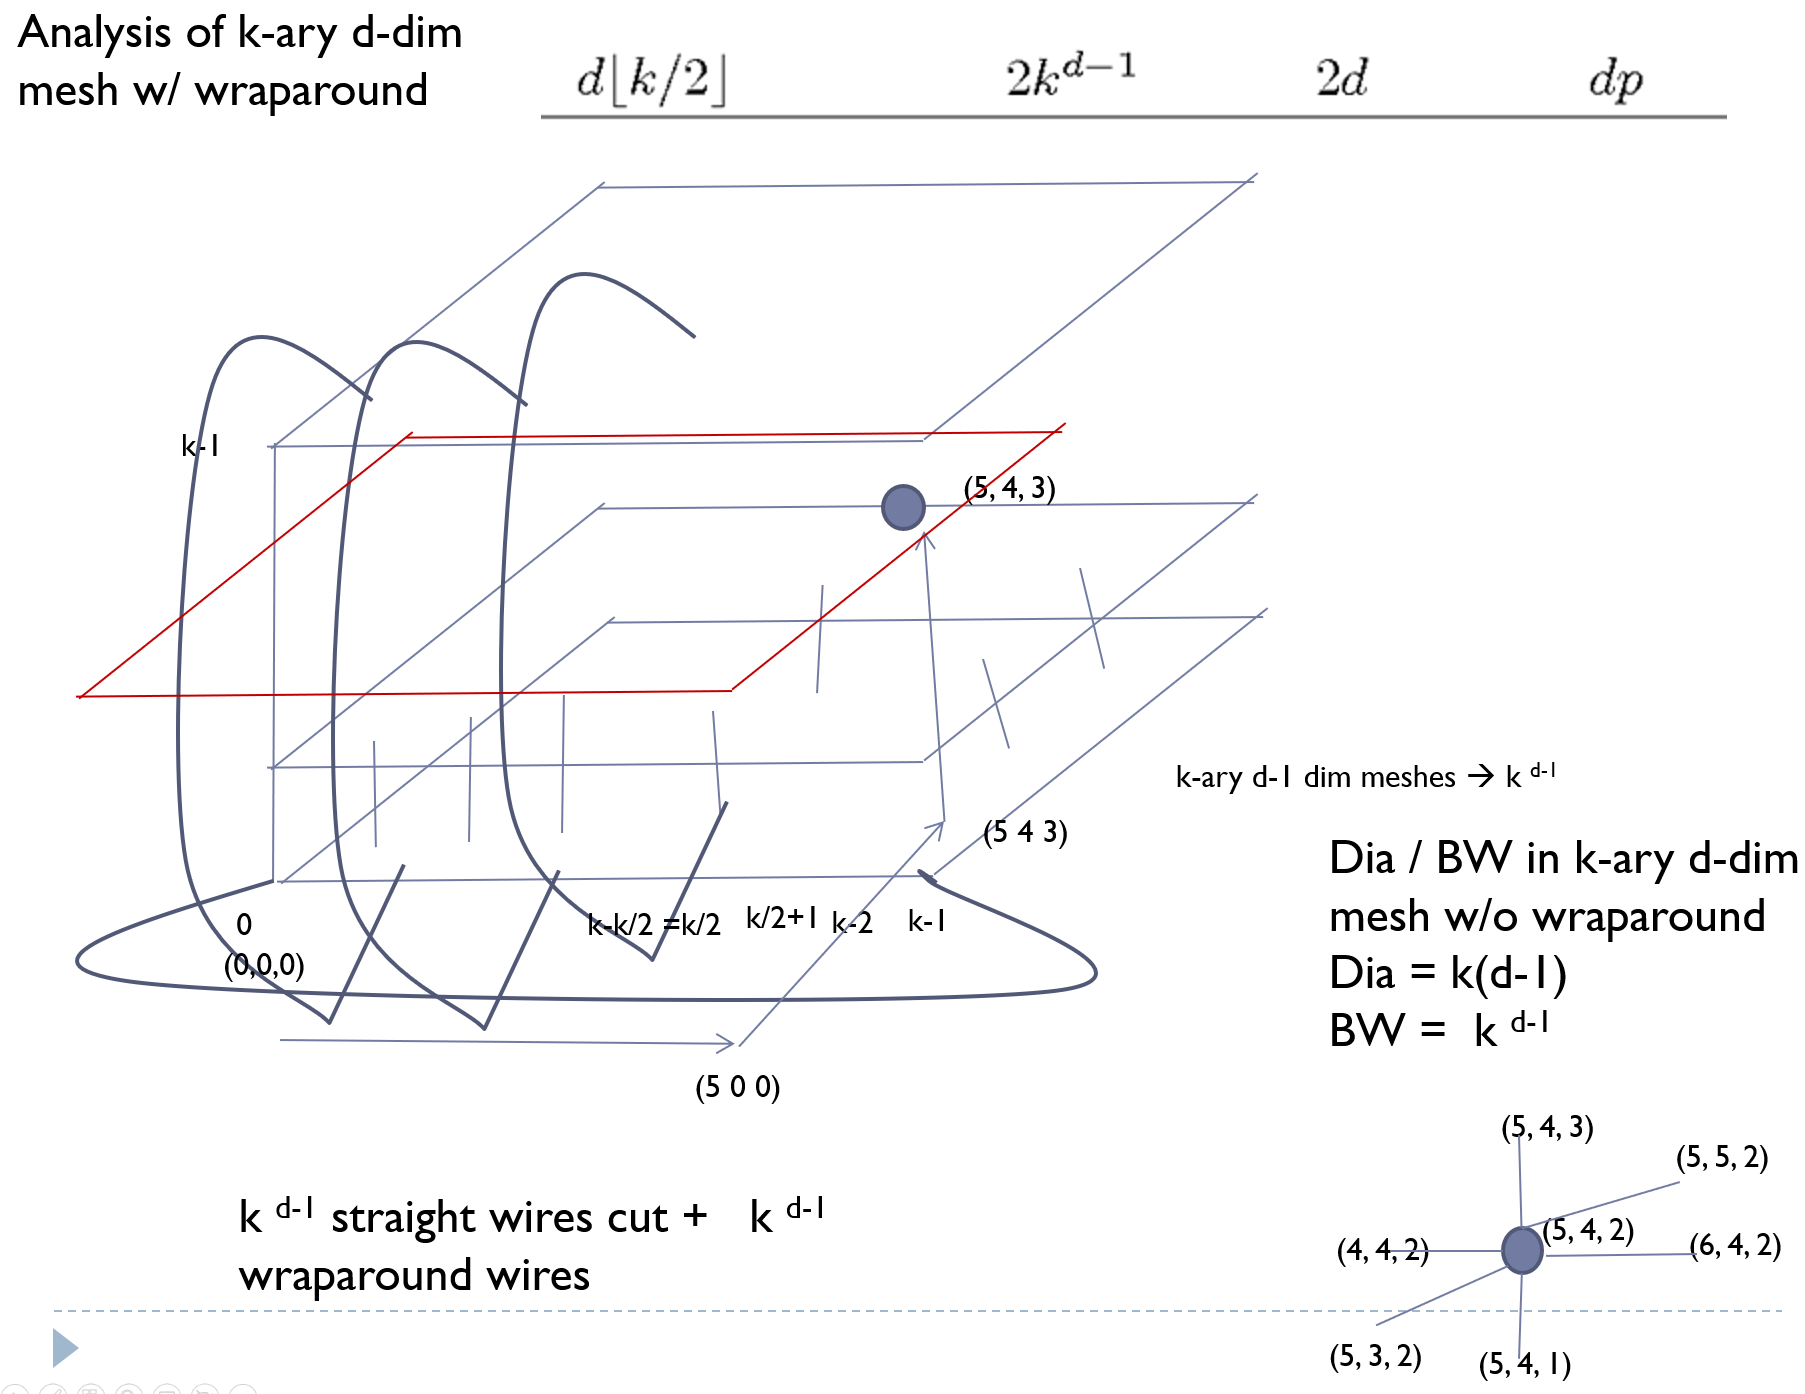 Analysis of k-ary d-dim
mesh w/ wraparound
d⌊k/2⌋ 2k^{d−1} 2d dp
k-1
(5, 4, 3)
k-ary d-1 dim meshes → k ^{d-1}
(5 4 3)
0
(0,0,0)
k-k/2 =k/2
k/2+1
k-2
k-1
(5 0 0)
Dia / BW in k-ary d-dim
mesh w/o wraparound
Dia = k(d-1)
BW = k ^{d-1}
k ^{d-1} straight wires cut + k ^{d-1}
wraparound wires
(5, 4, 3)
(5, 5, 2)
(5, 4, 2)
(6, 4, 2)
(4, 4, 2)
(5, 3, 2)
(5, 4, 1)